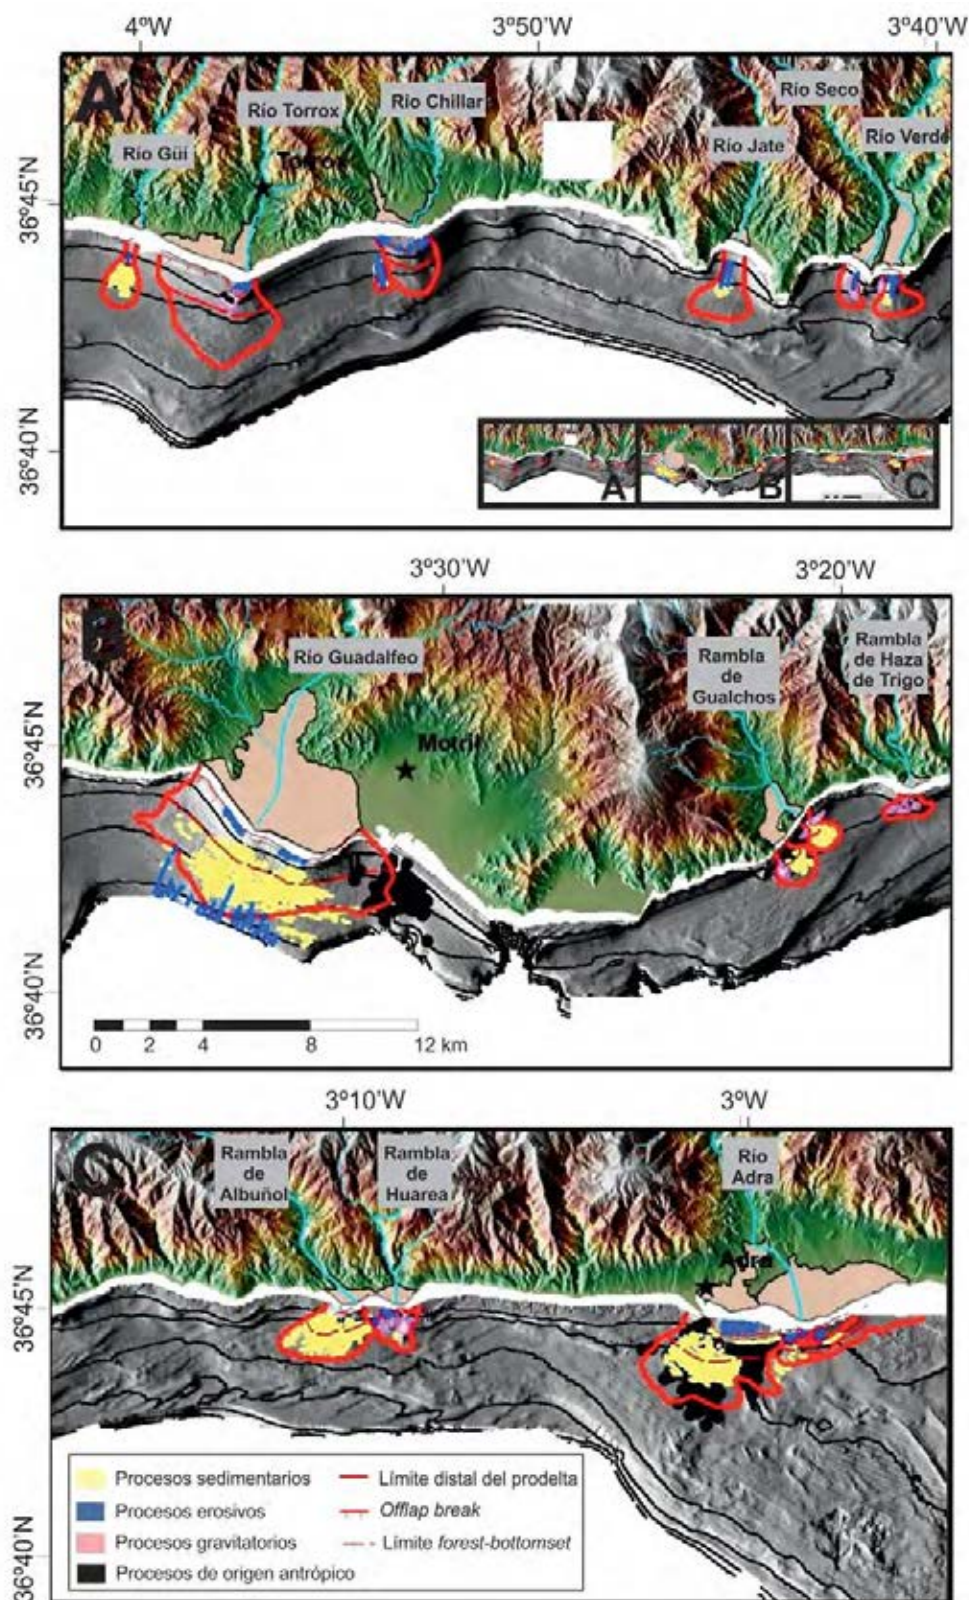 4ºW 3º50'W 3º40'W
A
Río Güi
Río Torrox
Torrox
Río Chillar
Río Jate
Río Seco
Río Verde
36º45'N
36º40'N
A B C
3º30'W 3º20'W
B
Río Guadalfeo
Motril
Rambla
de
Gualchos
Rambla
de Haza
de Trigo
36º45'N
36º40'N
0 2 4 8 12 km
3º10'W 3ºW
C
Rambla
de
Albuñol
Rambla
de
Huarea
Río
Adra
Adra
36º45'N
36º40'N
Procesos sedimentarios
Procesos erosivos
Procesos gravitatorios
Procesos de origen antrópico
Límite distal del prodelta
Offlap break
Límite forest-bottomset